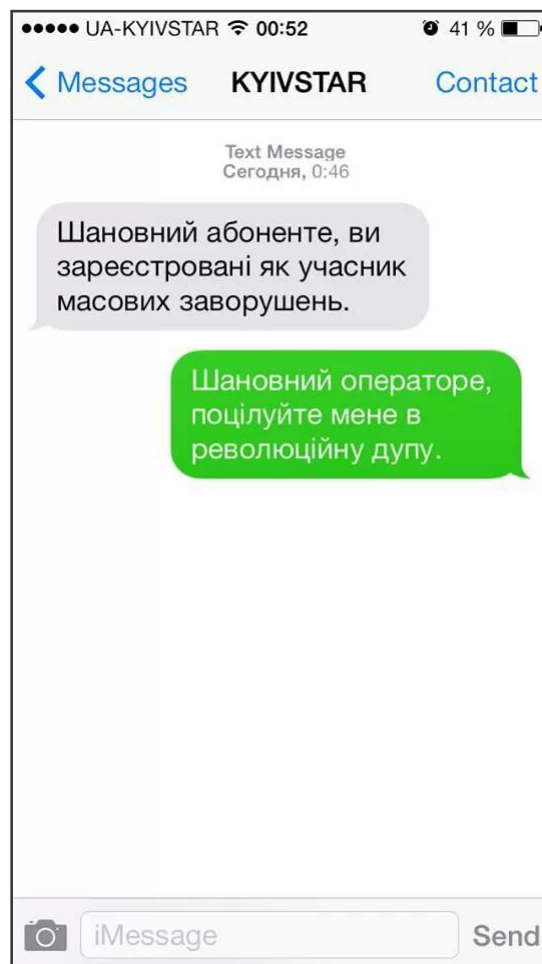 UA-KYIVSTAR 00:52 41 %
Messages KYIVSTAR Contact
Text Message
Сегодня, 0:46
Шановний абоненте, ви
зареєстровані як учасник
масових заворушень.
Шановний операторе,
поцілуйте мене в
революційну дупу.
iMessage Send